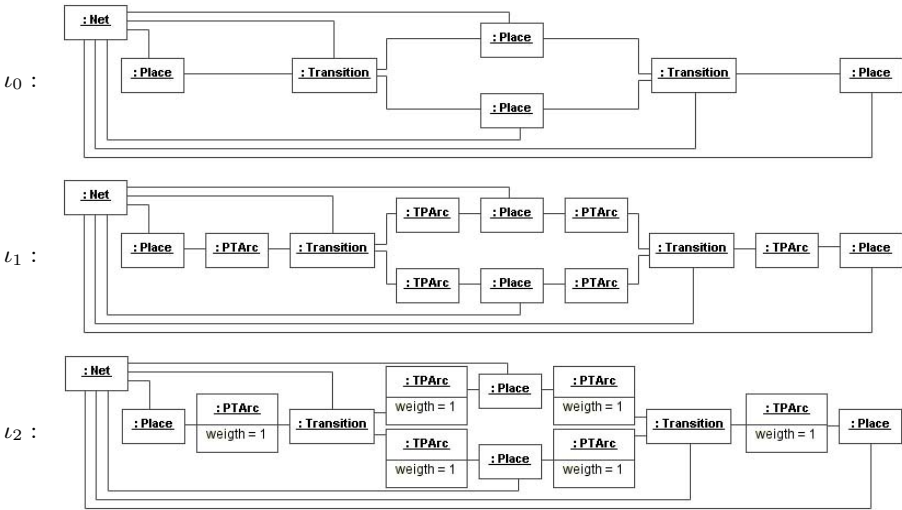 ι0 :
: Net
: Place
: Place
: Transition
: Transition
: Place
: Place
ι1 :
: Net
: TPArc
: Place
: PTArc
: Place
: PTArc
: Transition
: Transition
: TPArc
: Place
: TPArc
: Place
: PTArc
ι2 :
: Net
: TPArc
weigth = 1
: Place
: PTArc
weigth = 1
: Place
: PTArc
weigth = 1
: Transition
: Transition
: TPArc
weigth = 1
: Place
: TPArc
weigth = 1
: Place
: PTArc
weigth = 1